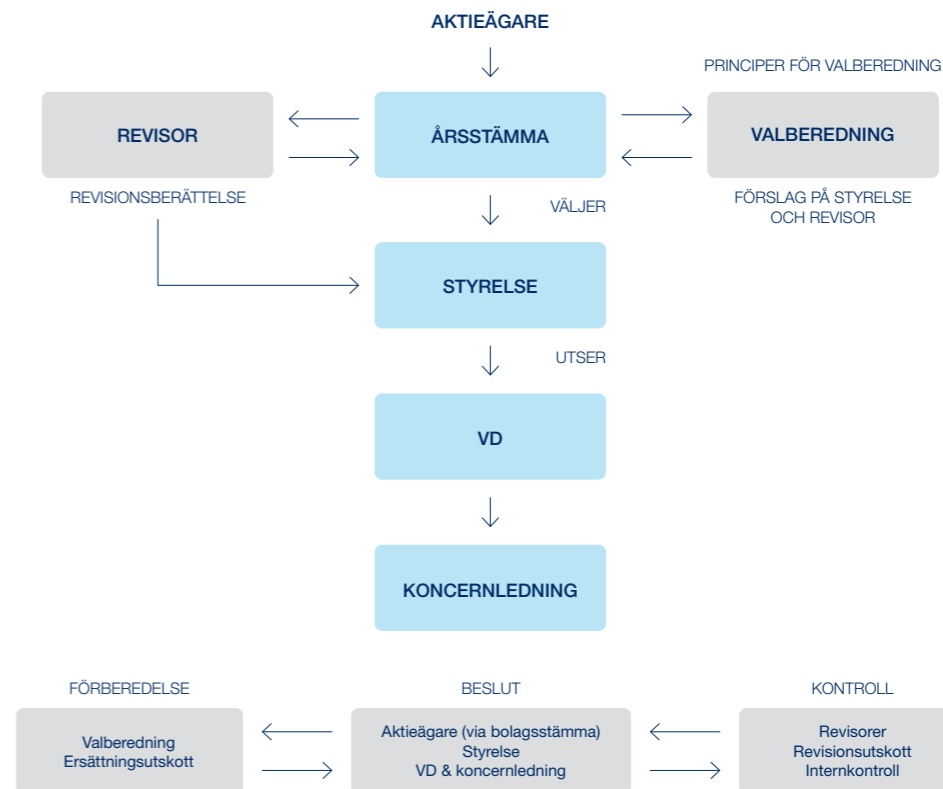 AKTIEÄGARE
PRINCIPER FÖR VALBEREDNING
REVISOR
ÅRSSTÄMMA
VALBEREDNING
REVISIONSBERÄTTELSE
VÄLJER
FÖRSLAG PÅ STYRELSE
OCH REVISOR
STYRELSE
UTSER
VD
KONCERNLEDNING
FÖRBEREDELSE
Valberedning
Ersättningsutskott
BESLUT
Aktieägare (via bolagsstämma)
Styrelse
VD & koncernledning
KONTROLL
Revisorer
Revisionsutskott
Internkontroll